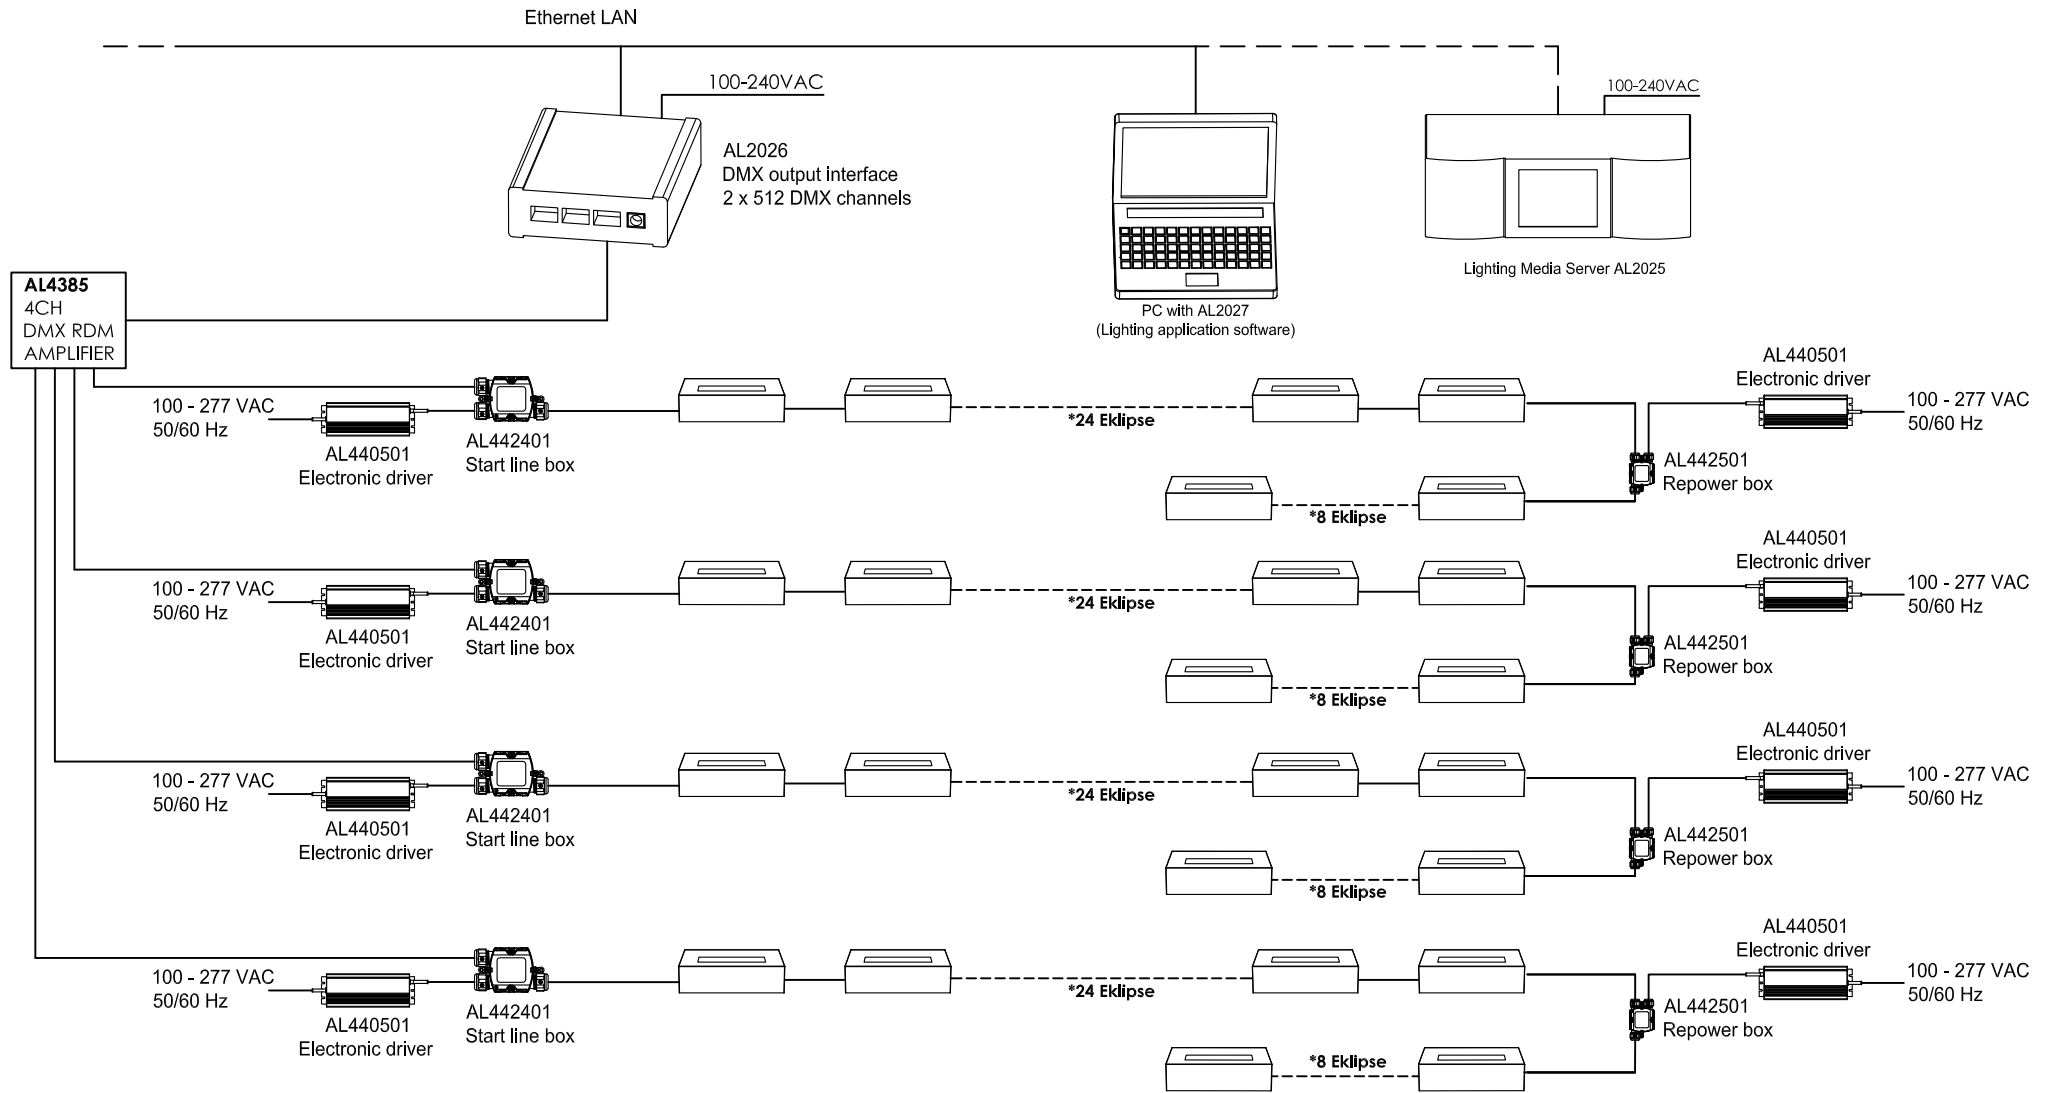 Ethernet LAN
100-240VAC
100-240VAC
AL2026
DMX output interface
2 x 512 DMX channels
Lighting Media Server AL2025
PC with AL2027
(Lighting application software)
AL4385
4CH
DMX RDM
AMPLIFIER
100 - 277 VAC
50/60 Hz
AL440501
Electronic driver
AL442401
Start line box
*24 Eklipse
*8 Eklipse
AL440501
Electronic driver
100 - 277 VAC
50/60 Hz
AL442501
Repower box
100 - 277 VAC
50/60 Hz
AL440501
Electronic driver
AL442401
Start line box
*24 Eklipse
*8 Eklipse
AL440501
Electronic driver
100 - 277 VAC
50/60 Hz
AL442501
Repower box
100 - 277 VAC
50/60 Hz
AL440501
Electronic driver
AL442401
Start line box
*24 Eklipse
*8 Eklipse
AL440501
Electronic driver
100 - 277 VAC
50/60 Hz
AL442501
Repower box
100 - 277 VAC
50/60 Hz
AL440501
Electronic driver
AL442401
Start line box
*24 Eklipse
*8 Eklipse
AL440501
Electronic driver
100 - 277 VAC
50/60 Hz
AL442501
Repower box